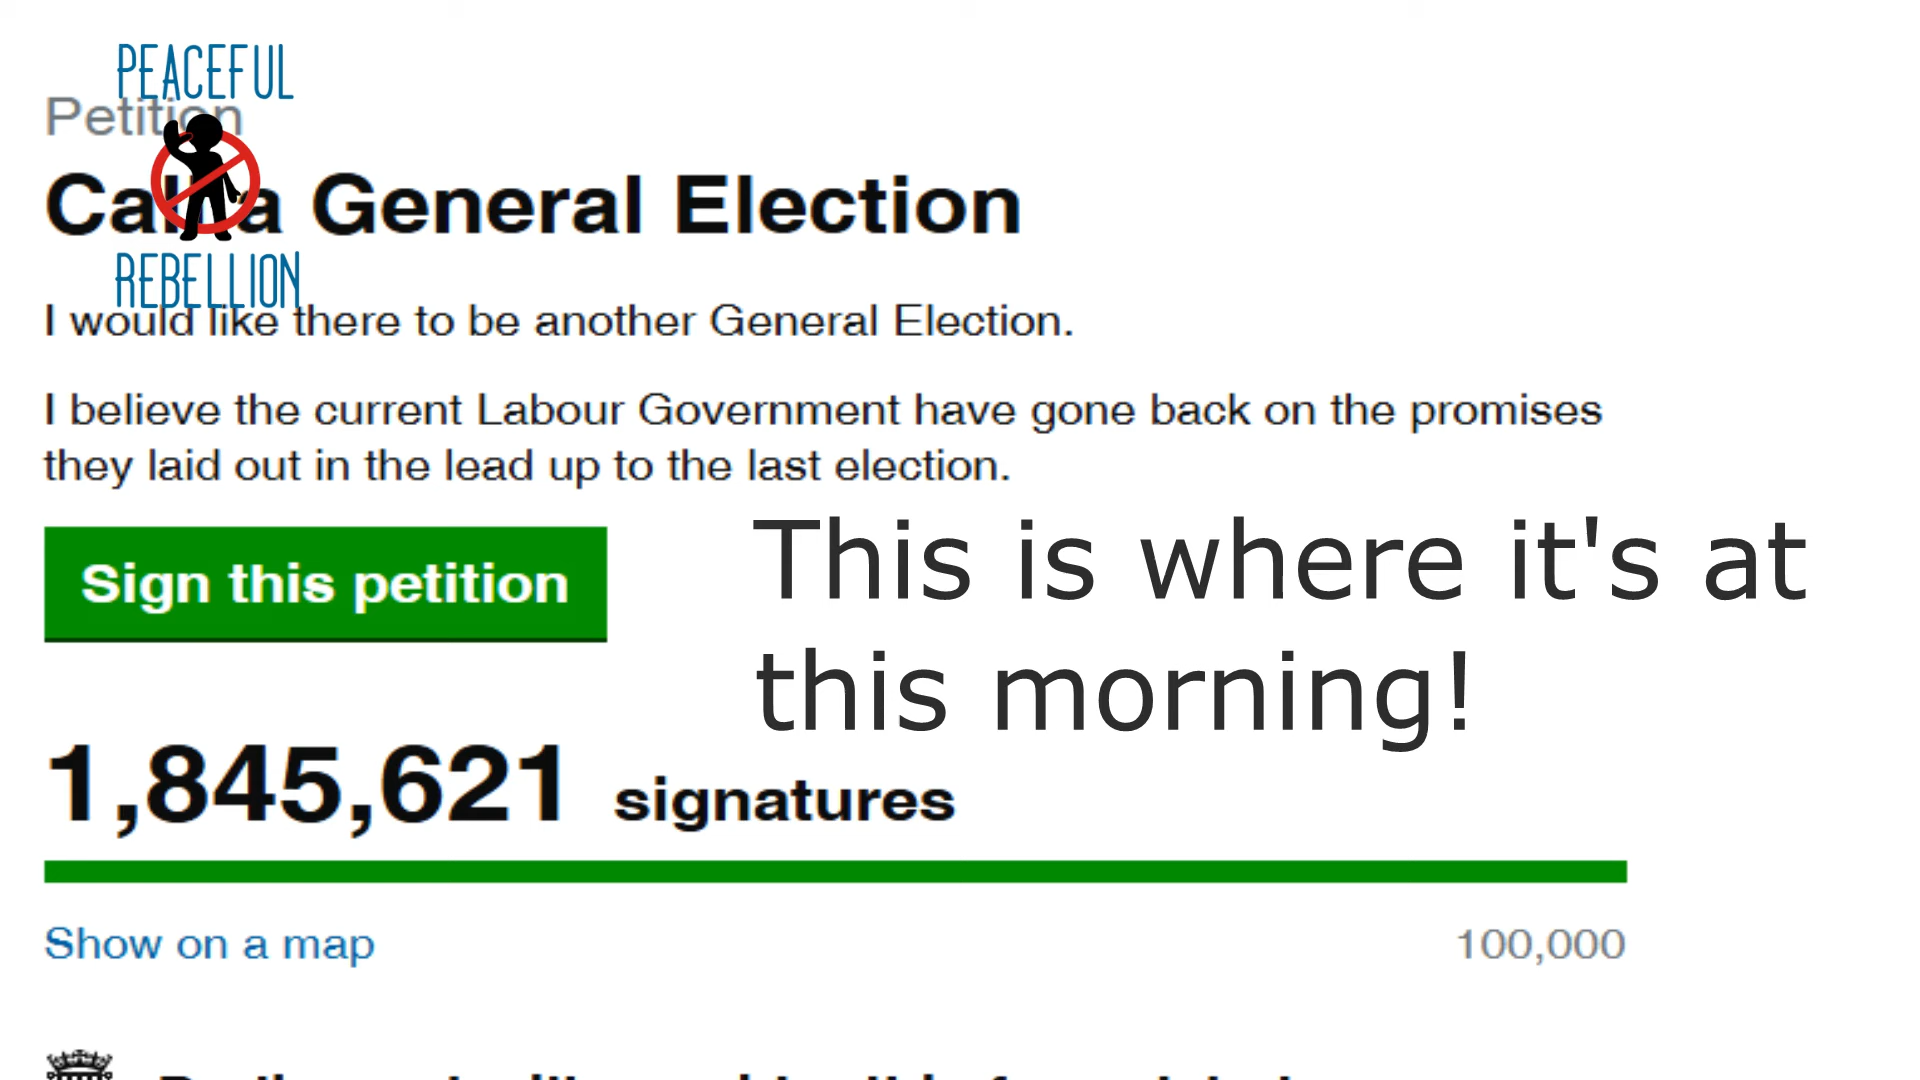 PEACEFUL
Petition
Call a General Election
REBELLION
I would like there to be another General Election.
I believe the current Labour Government have gone back on the promises
they laid out in the lead up to the last election.
Sign this petition
This is where it's at
this morning!
1,845,621 signatures
Show on a map
100,000